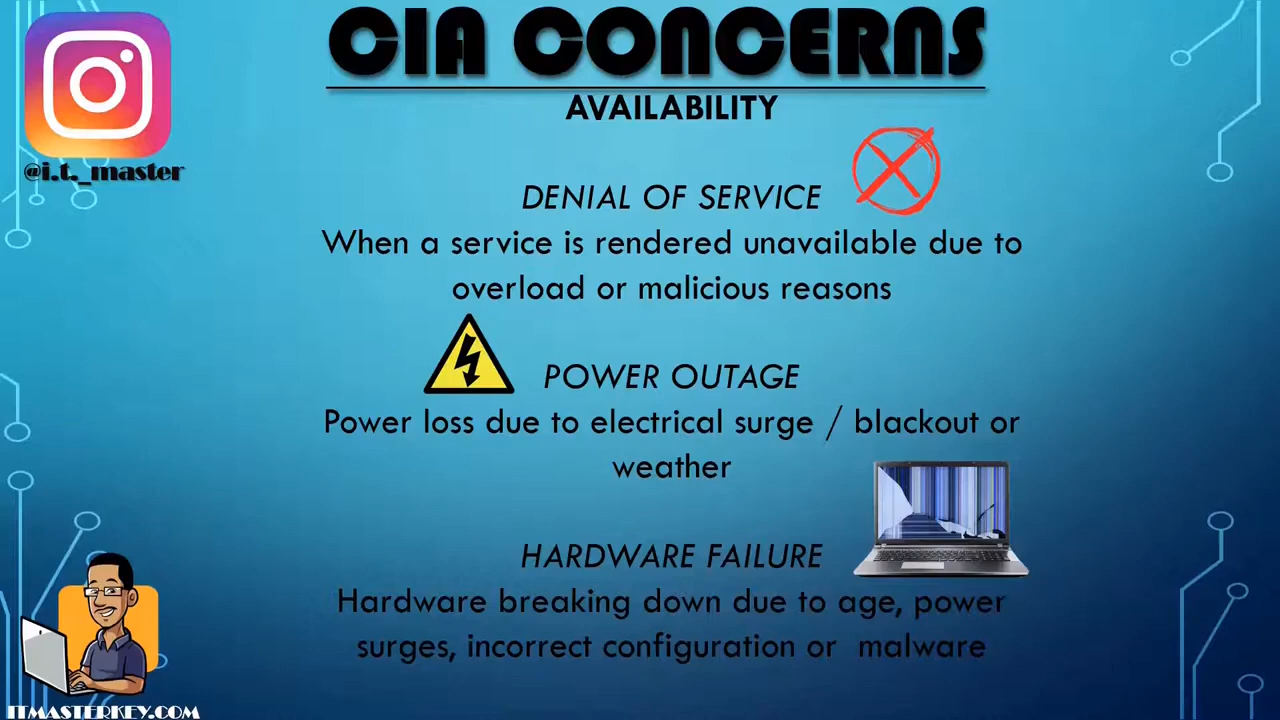 CIA CONCERNS
AVAILABILITY
@i.t._master
DENIAL OF SERVICE
When a service is rendered unavailable due to
overload or malicious reasons
POWER OUTAGE
Power loss due to electrical surge / blackout or
weather
HARDWARE FAILURE
Hardware breaking down due to age, power
surges, incorrect configuration or malware
ITMASTERKEY.COM